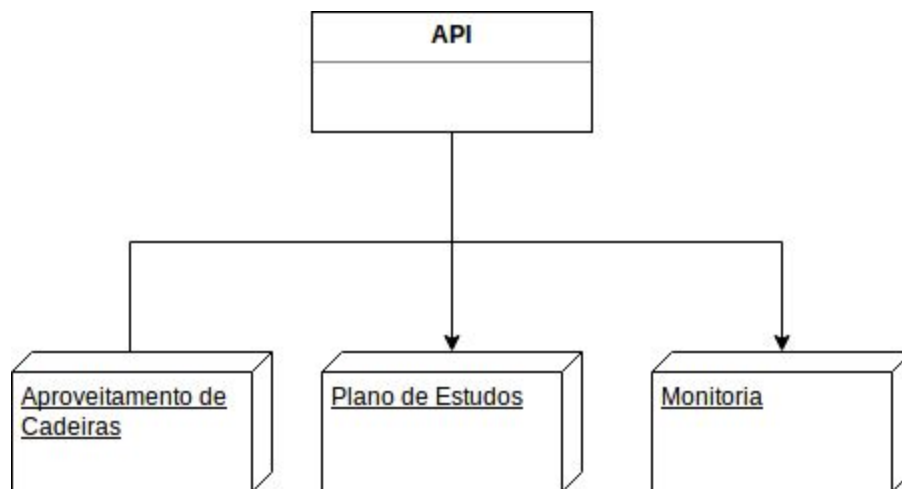 API
Aproveitamento de
Cadeiras
Plano de Estudos
Monitoria